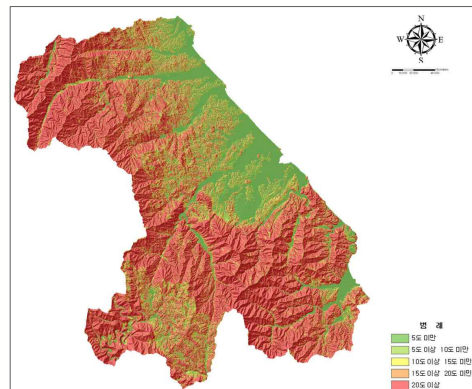 N
W E
S
범 례
5도 미만
5도 이상 10도 미만
10도 이상 15도 미만
15도 이상 20도 미만
20도 이상